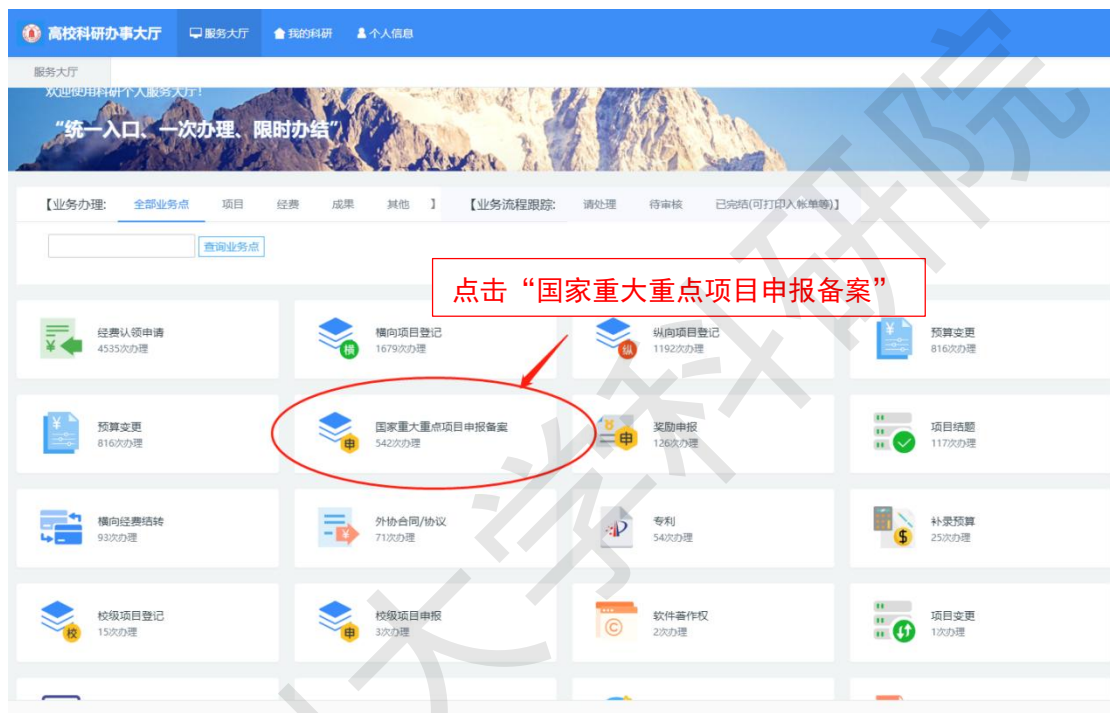 高校科研办事大厅 服务大厅 我的科研 个人信息
服务大厅
欢迎使用科研个人服务大厅!
“统一入口、一次办理、限时办结”
【业务办理: 全部业务点 项目 经费 成果 其他 】 【业务流程跟踪: 请处理 待审核 已完结(可打印入帐单等)】
查询业务点
点击“国家重大重点项目申报备案”
经费认领申请 横向项目登记 纵向项目登记 预算变更
4535次办理 1679次办理 1192次办理 816次办理
预算变更 国家重大重点项目申报备案 奖励申报 项目结题
816次办理 542次办理 126次办理 117次办理
横向经费结转 外协合同/协议 专利 补录预算
93次办理 71次办理 54次办理 25次办理
校级项目登记 校级项目申报 软件著作权 项目变更
15次办理 3次办理 2次办理 1次办理
大学科研院